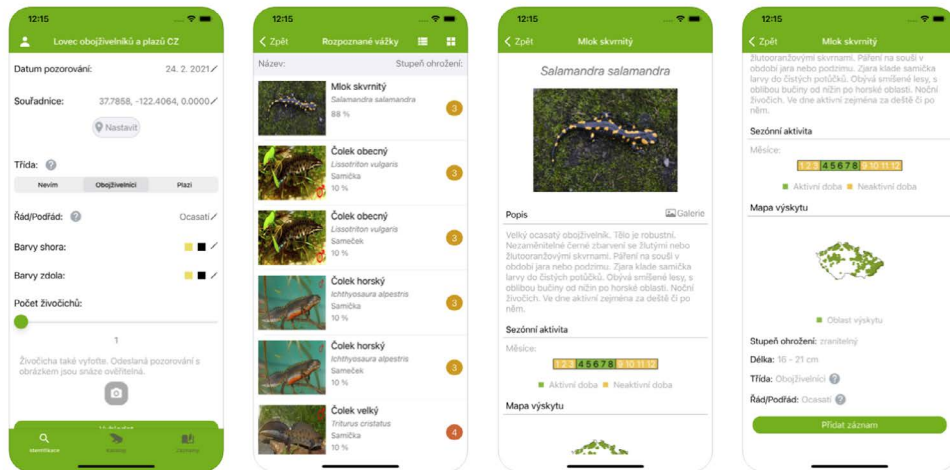 12:15
Lovec obojživelníků a plazů CZ
Datum pozorování: 24. 2. 2021
Souřadnice: 37.7858, -122.4064, 0.0000
Nastavit
Třída:
Nevím Obojživelníci Plazi
Řád/Podřád: Ocasatí
Barvy shora:
Barvy zdola:
Počet živočichů:
1
Živočicha také vyfoťte. Odeslaná pozorování s
obrázkem jsou snáze ověřitelná.
Vyhledat
Identifikace Katalog Záznamy
12:15
Zpět Rozpoznané vážky
Název: Stupeň ohrožení:
Mlok skvrnitý
Salamandra salamandra
88 %
3
Čolek obecný
Lissotriton vulgaris
Samička
10 %
3
Čolek obecný
Lissotriton vulgaris
Sameček
10 %
3
Čolek horský
Ichthyosaura alpestris
Samička
10 %
3
Čolek horský
Ichthyosaura alpestris
Sameček
10 %
3
Čolek velký
Triturus cristatus
Samička
10 %
4
12:15
Zpět Mlok skvrnitý
Salamandra salamandra
Popis Galerie
Velký ocasatý obojživelník. Tělo je robustní.
Nezaměnitelné černé zbarvení se žlutými nebo
žlutooranžovými skvrnami. Páření na souši v
období jara nebo podzimu. Zjara klade samička
larvy do čistých potůčků. Obývá smíšené lesy, s
oblibou bučiny od nížin po horské oblasti. Noční
živočich. Ve dne aktivní zejména za deště či po
něm.
Sezónní aktivita
Měsíce:
1 2 3 4 5 6 7 8 9 10 11 12
Aktivní doba Neaktivní doba
Mapa výskytu
12:15
Zpět Mlok skvrnitý
žlutooranžovými skvrnami. Páření na souši v
období jara nebo podzimu. Zjara klade samička
larvy do čistých potůčků. Obývá smíšené lesy, s
oblibou bučiny od nížin po horské oblasti. Noční
živočich. Ve dne aktivní zejména za deště či po
něm.
Sezónní aktivita
Měsíce:
1 2 3 4 5 6 7 8 9 10 11 12
Aktivní doba Neaktivní doba
Mapa výskytu
Oblast výskytu
Stupeň ohrožení: zranitelný
Délka: 16 - 21 cm
Třída: Obojživelníci
Řád/Podřád: Ocasatí
Přidat záznam